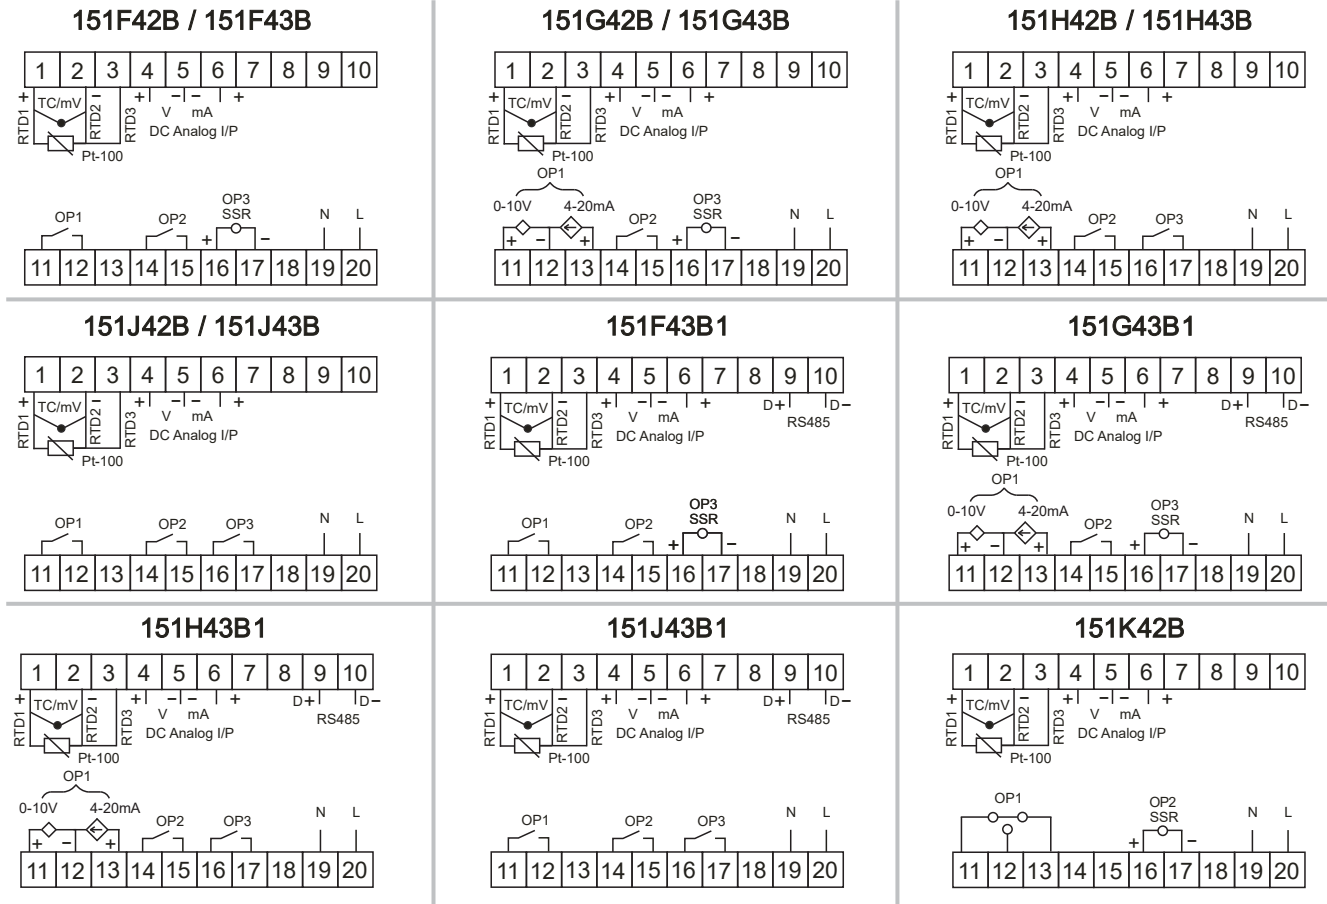 151F42B / 151F43B
1 2 3 4 5 6 7 8 9 10
+ TC/mV − + − − +
RTD1 RTD2 RTD3 V mA
DC Analog I/P
Pt-100
OP1 OP2 OP3 SSR N L
+ −
11 12 13 14 15 16 17 18 19 20
151G42B / 151G43B
1 2 3 4 5 6 7 8 9 10
+ TC/mV − + − − +
RTD1 RTD2 RTD3 V mA
DC Analog I/P
Pt-100
OP1
0-10V 4-20mA OP2 OP3 SSR N L
+ − + + −
11 12 13 14 15 16 17 18 19 20
151H42B / 151H43B
1 2 3 4 5 6 7 8 9 10
+ TC/mV − + − − +
RTD1 RTD2 RTD3 V mA
DC Analog I/P
Pt-100
OP1
0-10V 4-20mA OP2 OP3 N L
+ − +
11 12 13 14 15 16 17 18 19 20
151J42B / 151J43B
1 2 3 4 5 6 7 8 9 10
+ TC/mV − + − − +
RTD1 RTD2 RTD3 V mA
DC Analog I/P
Pt-100
OP1 OP2 OP3 N L
11 12 13 14 15 16 17 18 19 20
151F43B1
1 2 3 4 5 6 7 8 9 10
+ TC/mV − + − − + D+ D−
RTD1 RTD2 RTD3 V mA RS485
DC Analog I/P
Pt-100
OP1 OP2 OP3 SSR N L
+ −
11 12 13 14 15 16 17 18 19 20
151G43B1
1 2 3 4 5 6 7 8 9 10
+ TC/mV − + − − + D+ D−
RTD1 RTD2 RTD3 V mA RS485
DC Analog I/P
Pt-100
OP1
0-10V 4-20mA OP2 OP3 SSR N L
+ − + + −
11 12 13 14 15 16 17 18 19 20
151H43B1
1 2 3 4 5 6 7 8 9 10
+ TC/mV − + − − + D+ D−
RTD1 RTD2 RTD3 V mA RS485
DC Analog I/P
Pt-100
OP1
0-10V 4-20mA OP2 OP3 N L
+ − +
11 12 13 14 15 16 17 18 19 20
151J43B1
1 2 3 4 5 6 7 8 9 10
+ TC/mV − + − − + D+ D−
RTD1 RTD2 RTD3 V mA RS485
DC Analog I/P
Pt-100
OP1 OP2 OP3 N L
11 12 13 14 15 16 17 18 19 20
151K42B
1 2 3 4 5 6 7 8 9 10
+ TC/mV − + − − +
RTD1 RTD2 RTD3 V mA
DC Analog I/P
Pt-100
OP1 OP2 SSR N L
+ −
11 12 13 14 15 16 17 18 19 20